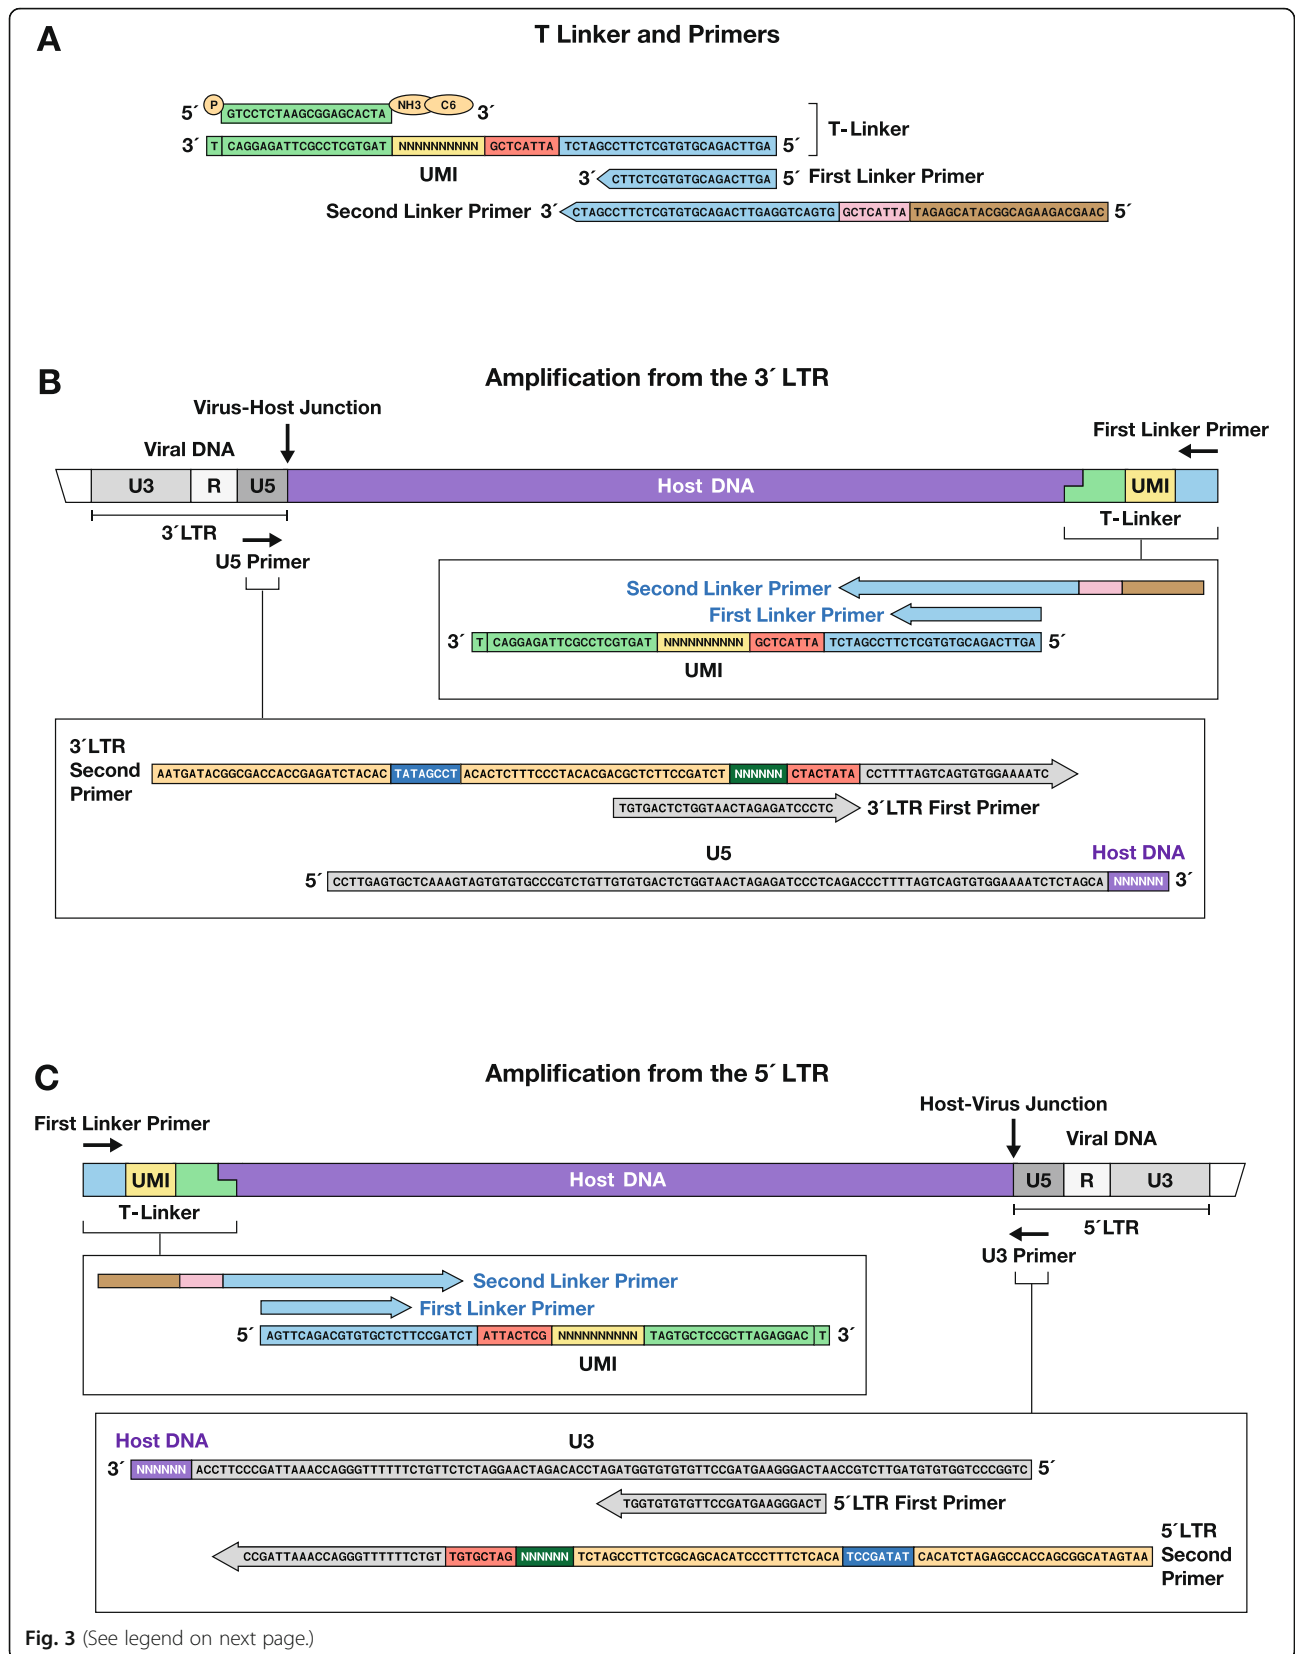 A
T Linker and Primers
5´ P GTCCTCTAAGCGGAGCACTA NH3 C6 3´
3´ T CAGGAGATTCGCCTCGTGAT NNNNNNNNNN GCTCATTA TCTAGCCTTCTCGTGTGCAGACTTGA 5´
T-Linker
UMI
3´ CTTCTCGTGTGCAGACTTGA 5´ First Linker Primer
Second Linker Primer 3´ CTAGCCTTCTCGTGTGCAGACTTGAGGTCAGTG GCTCATTA TAGAGCATACGGCAGAAGACGAAC 5´
B
Amplification from the 3´ LTR
Virus-Host Junction
Viral DNA
First Linker Primer
U3 R U5 Host DNA UMI
3´LTR
T-Linker
U5 Primer
Second Linker Primer
First Linker Primer
3´ T CAGGAGATTCGCCTCGTGAT NNNNNNNNNN GCTCATTA TCTAGCCTTCTCGTGTGCAGACTTGA 5´
UMI
3´LTR
Second
Primer
AATGATACGGCGACCACCGAGATCTACAC TATAGCCT ACACTCTTTCCCTACACGACGCTCTTCCGATCT NNNNNN CTACTATA CCTTTTAGTCAGTGTGGAAAATC
TGTGACTCTGGTAACTAGAGATCCCTC 3´LTR First Primer
U5
Host DNA
5´ CCTTGAGTGCTCAAAGTAGTGTGTGCCCGTCTGTTGTGTGACTCTGGTAACTAGAGATCCCTCAGACCCTTTTAGTCAGTGTGGAAAATCTCTAGCA NNNNNN 3´
C
Amplification from the 5´ LTR
Host-Virus Junction
First Linker Primer
Viral DNA
UMI Host DNA U5 R U3
T-Linker
5´LTR
U3 Primer
Second Linker Primer
First Linker Primer
5´ AGTTCAGACGTGTGCTCTTCCGATCT ATTACTCG NNNNNNNNNN TAGTGCTCCGCTTAGAGGAC T 3´
UMI
Host DNA
U3
3´ NNNNNN ACCTTCCCGATTAAACCAGGGTTTTTTCTGTTCTCTAGGAACTAGACACCTAGATGGTGTGTGTTCCGATGAAGGGACTAACCGTCTTGATGTGTGGTCCCGGTC 5´
TGGTGTGTGTTCCGATGAAGGGACT 5´LTR First Primer
5´LTR
Second
Primer
CCGATTAAACCAGGGTTTTTTCTGT TGTGCTAG NNNNNN TCTAGCCTTCTCGCAGCACATCCCTTTCTCACA TCCGATAT CACATCTAGAGCCACCAGCGGCATAGTAA
Fig. 3 (See legend on next page.)